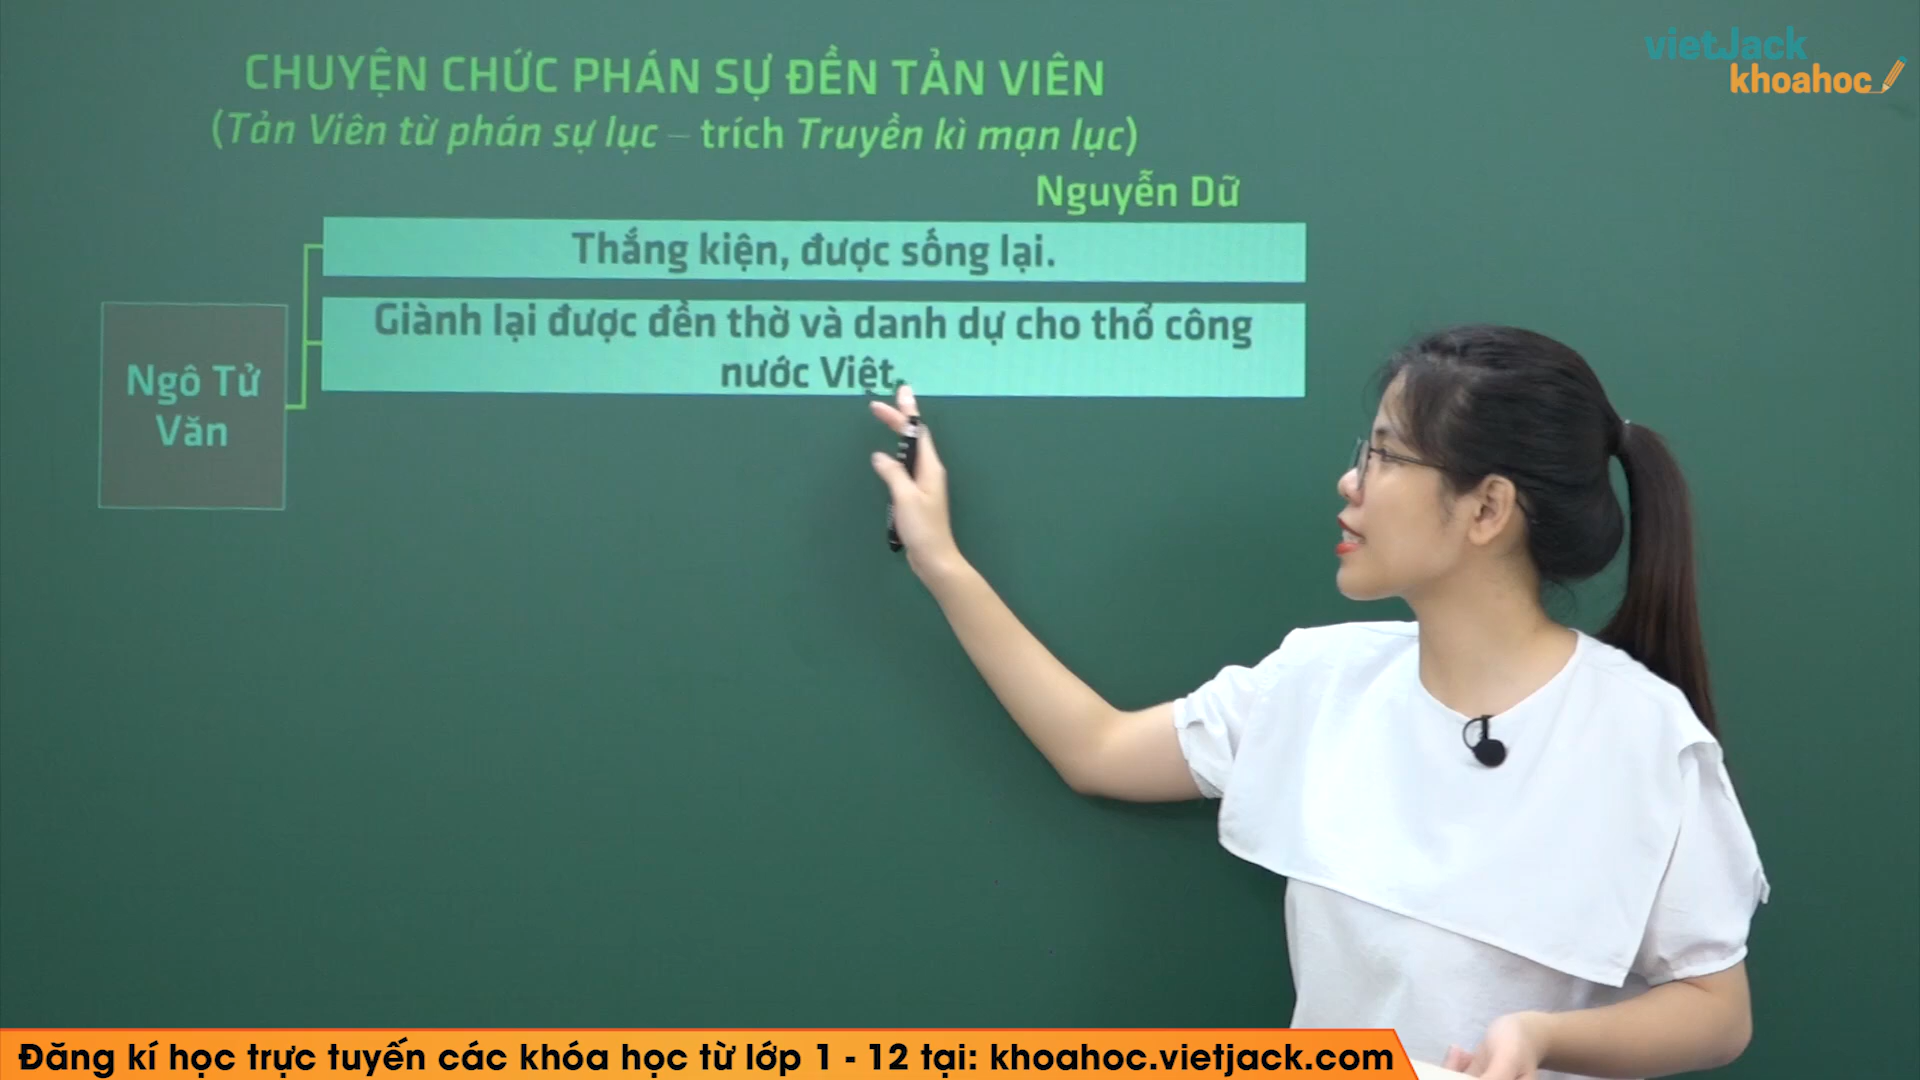 vietJack
khoahoc
CHUYỆN CHỨC PHÁN SỰ ĐỀN TẢN VIÊN
(Tản Viên từ phán sự lục – trích Truyền kì mạn lục)
Nguyễn Dữ
Thắng kiện, được sống lại.
Giành lại được đền thờ và danh dự cho thổ công
nước Việt.
Ngô Tử
Văn
Đăng kí học trực tuyến các khóa học từ lớp 1 - 12 tại: khoahoc.vietjack.com